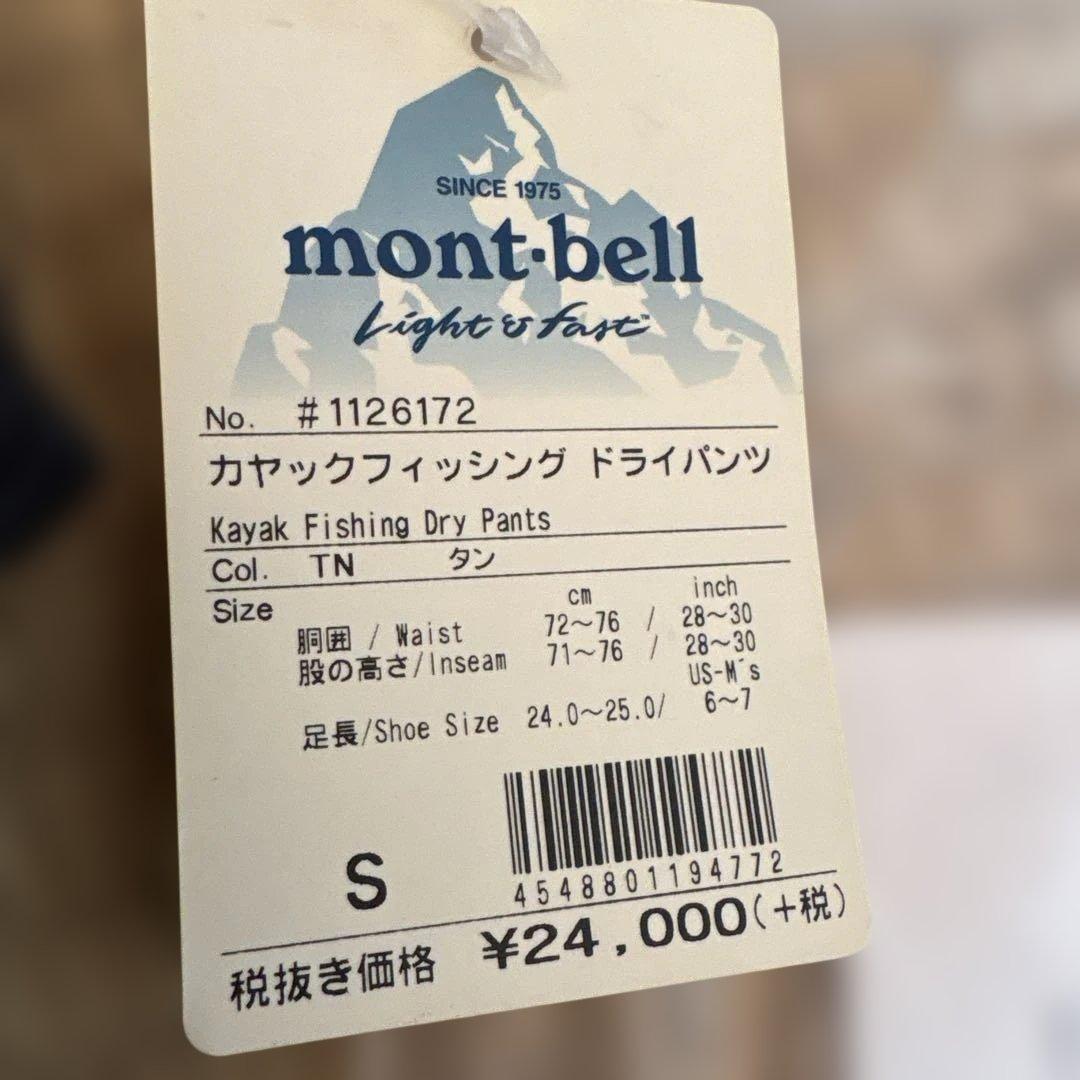 SINCE 1975
mont·bell
Light & Fast™
No. #1126172
カヤックフィッシング ドライパンツ
Kayak Fishing Dry Pants
Col. TN タン
Size cm inch
胴囲 / Waist 72〜76 / 28〜30
股の高さ/Inseam 71〜76 / 28〜30
US-M's
足長/Shoe Size 24.0〜25.0/ 6〜7
S
4548801194772
税抜き価格 ¥24,000(+税)